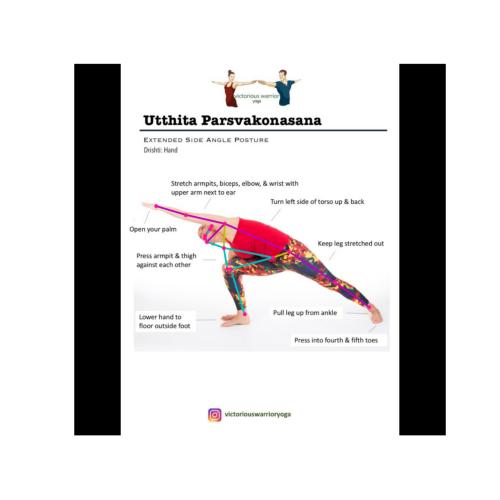 victorious warrior
yoga
Utthita Parsvakonasana
Extended Side Angle Posture
Drishti: Hand
Stretch armpits, biceps, elbow, & wrist with
upper arm next to ear
Turn left side of torso up & back
Open your palm
Keep leg stretched out
Press armpit & thigh
against each other
Lower hand to
floor outside foot
Pull leg up from ankle
Press into fourth & fifth toes
victoriouswarrioryoga